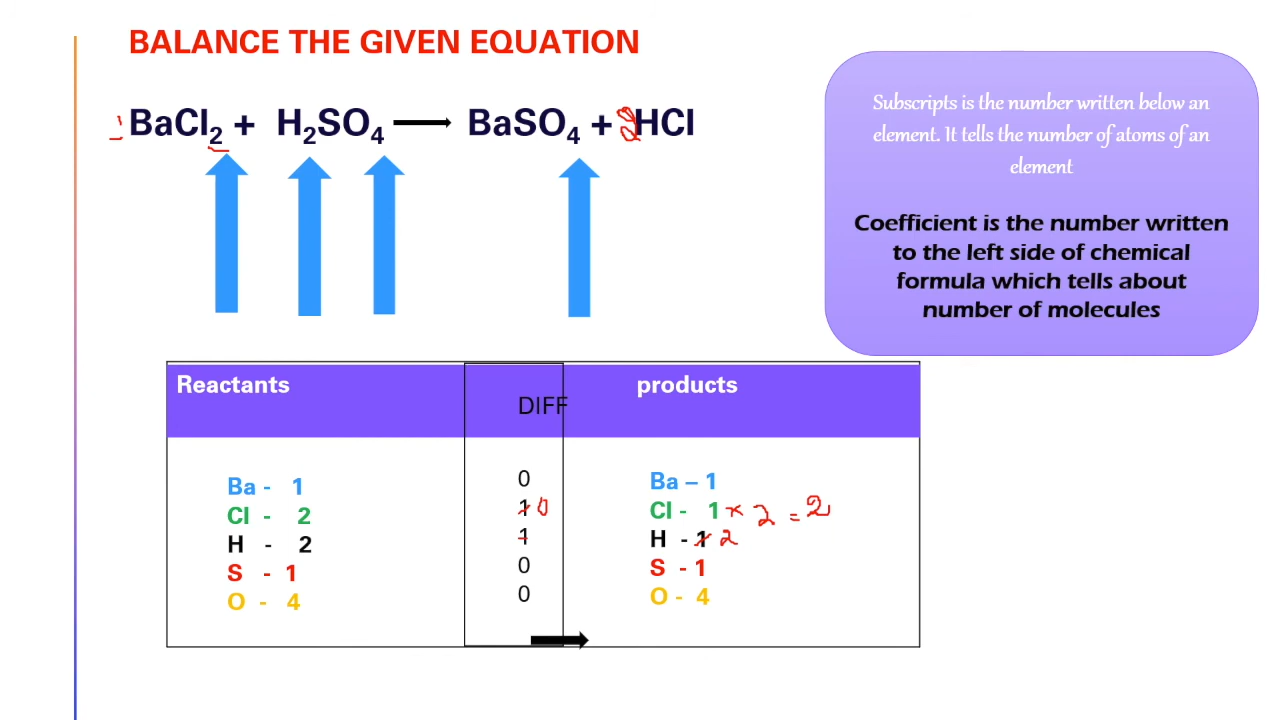 BALANCE THE GIVEN EQUATION
1 BaCl₂ + H₂SO₄ → BaSO₄ + 2HCl
Subscripts is the number written below an
element. It tells the number of atoms of an
element
Coefficient is the number written
to the left side of chemical
formula which tells about
number of molecules
Reactants DIFF products
Ba - 1 0 Ba – 1
Cl - 2 1 0 Cl - 1 × 2 = 2
H - 2 1 H - 1 2
S - 1 0 S - 1
O - 4 0 O - 4